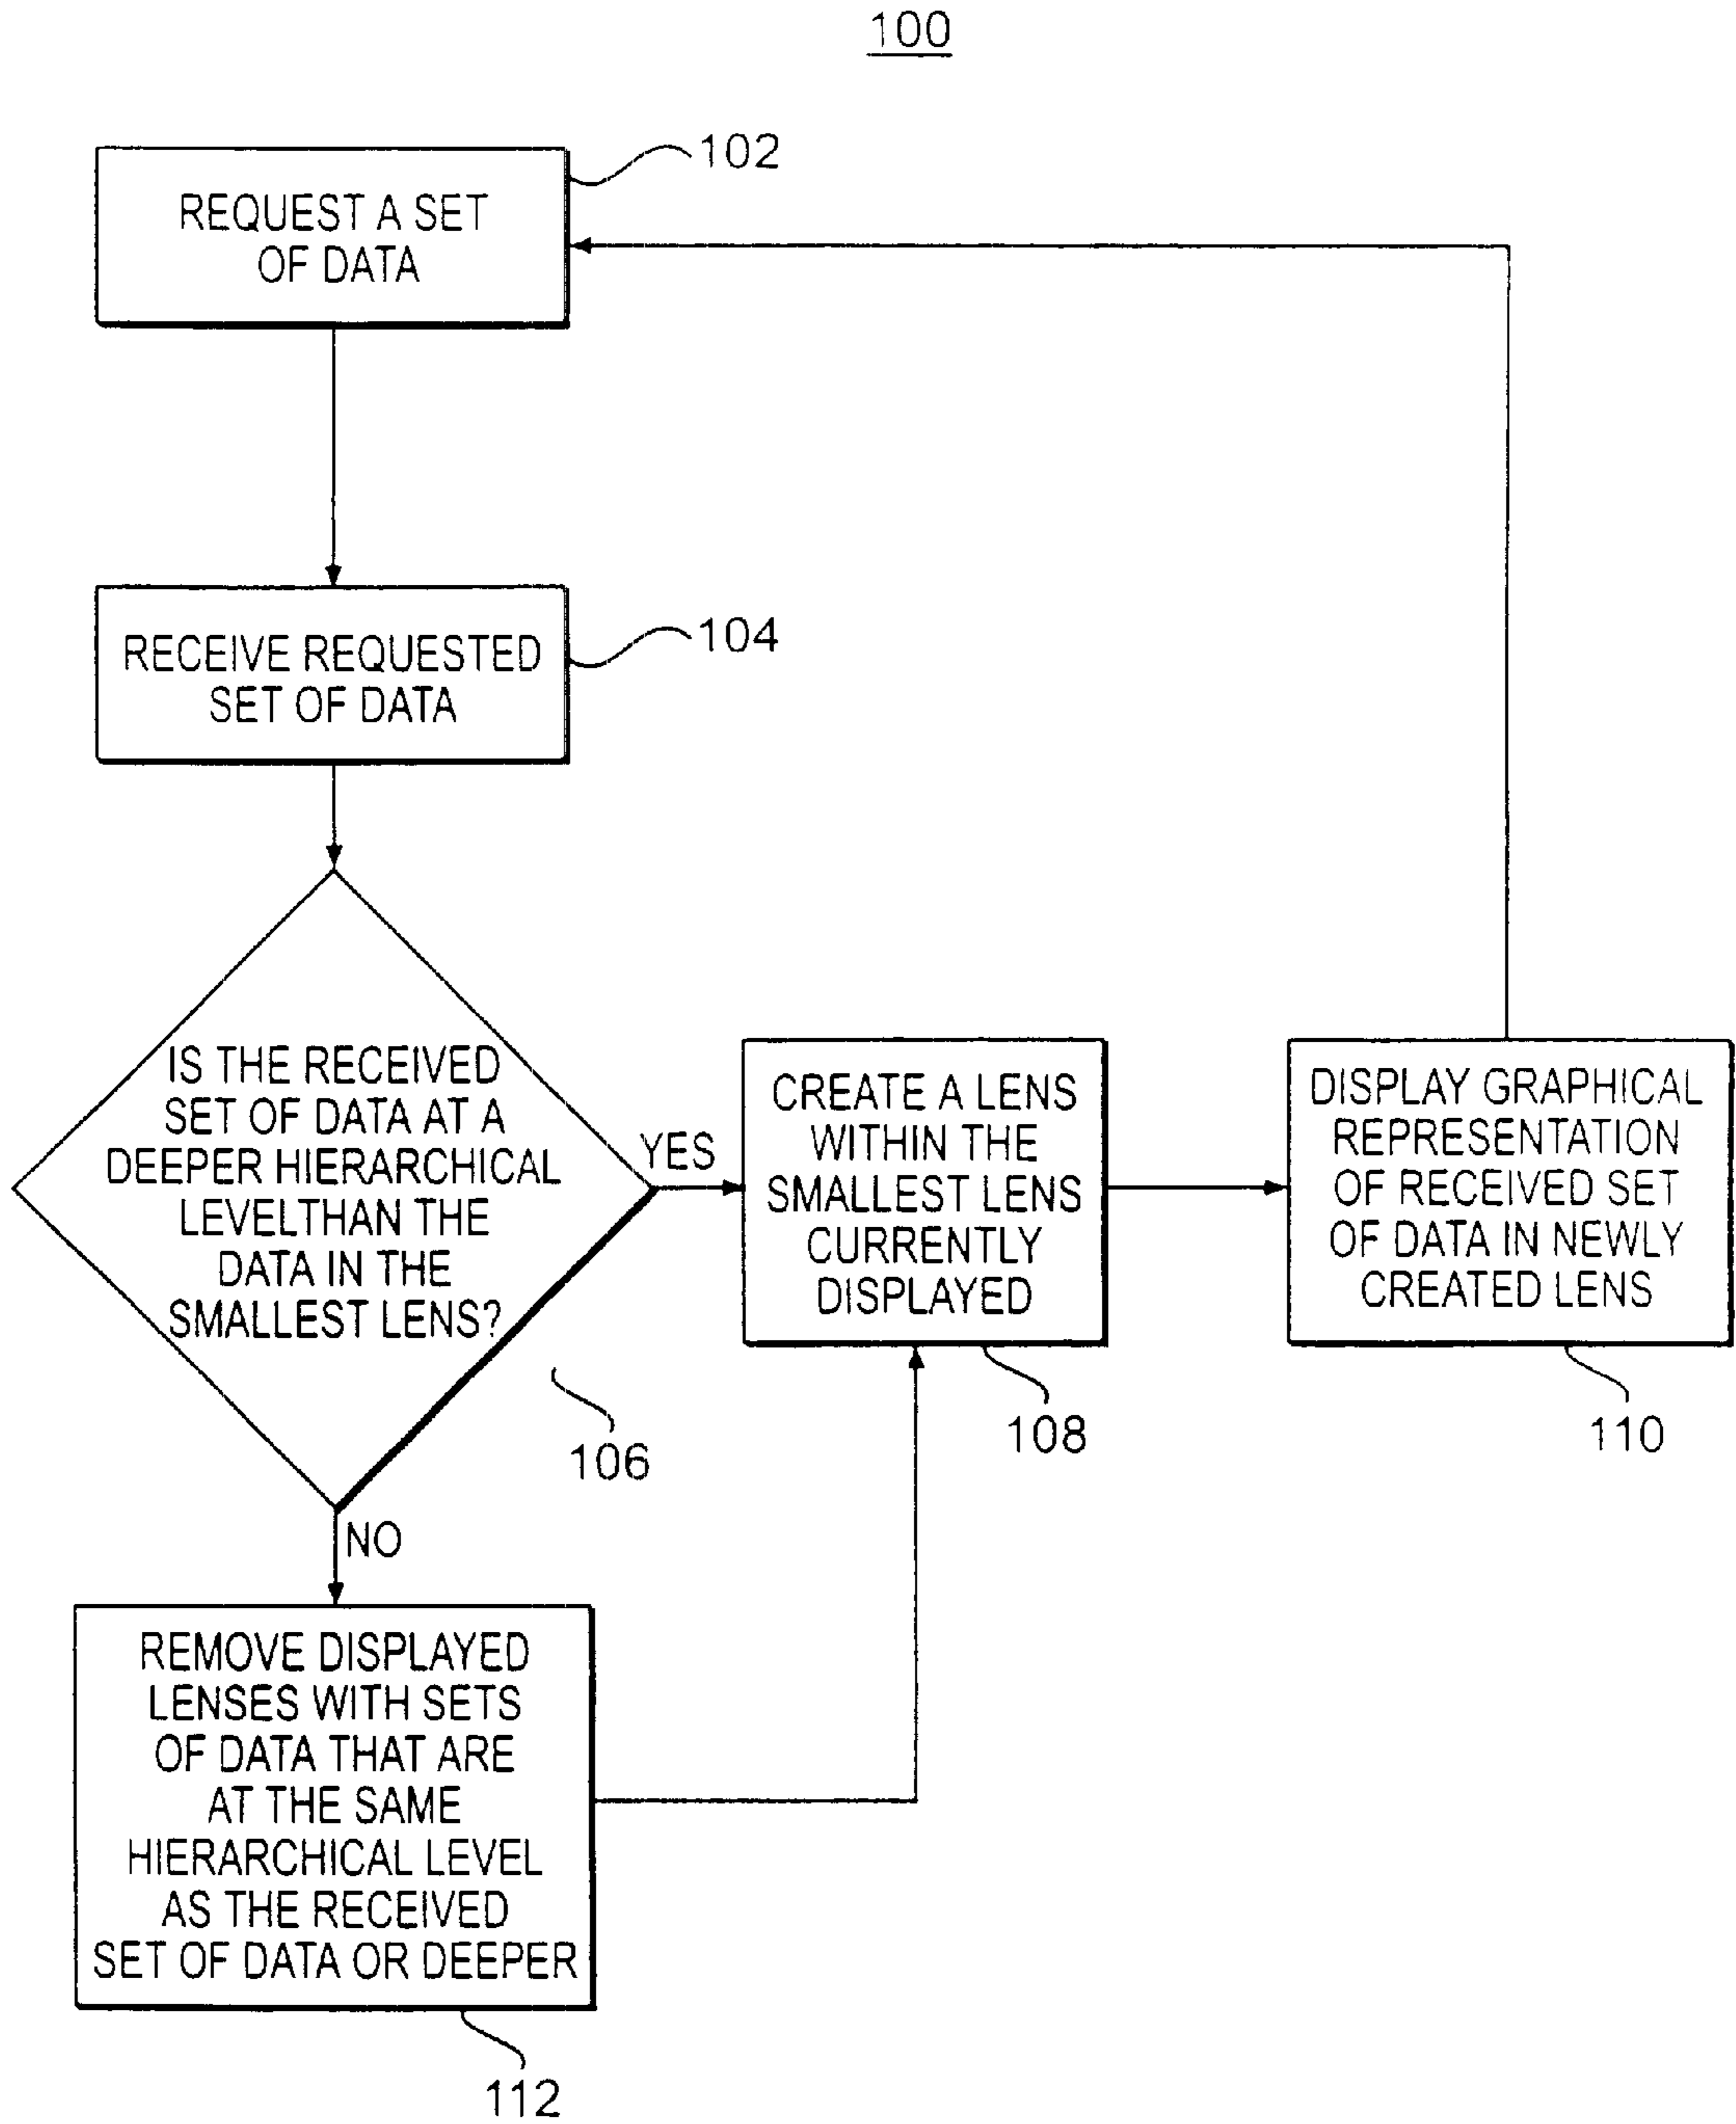 100
102
REQUEST A SET
OF DATA
104
RECEIVE REQUESTED
SET OF DATA
IS THE RECEIVED
SET OF DATA AT A
DEEPER HIERARCHICAL
LEVELTHAN THE
DATA IN THE
SMALLEST LENS?
106
YES
CREATE A LENS
WITHIN THE
SMALLEST LENS
CURRENTLY
DISPLAYED
108
DISPLAY GRAPHICAL
REPRESENTATION
OF RECEIVED SET
OF DATA IN NEWLY
CREATED LENS
110
NO
REMOVE DISPLAYED
LENSES WITH SETS
OF DATA THAT ARE
AT THE SAME
HIERARCHICAL LEVEL
AS THE RECEIVED
SET OF DATA OR DEEPER
112